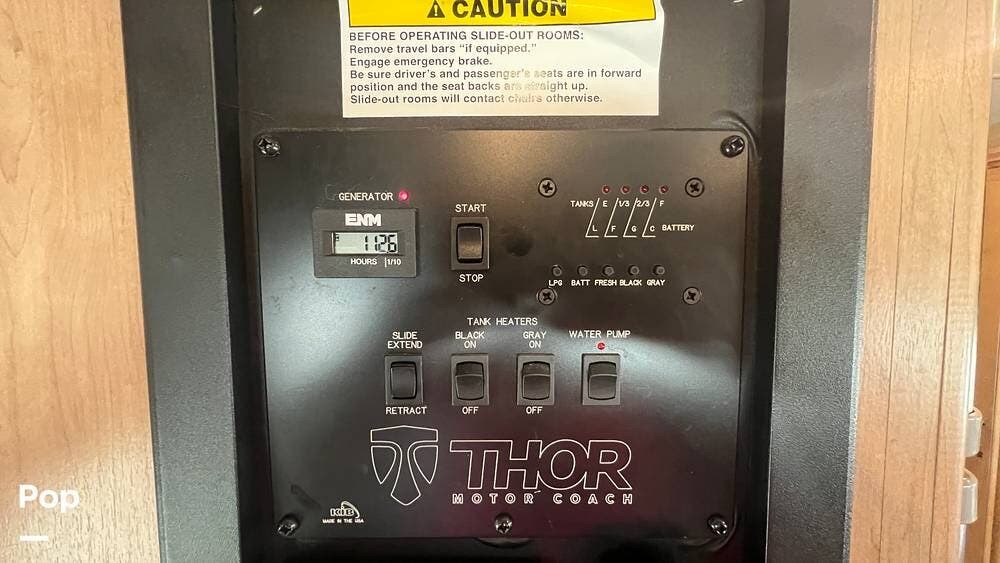 ⚠ CAUTION
BEFORE OPERATING SLIDE-OUT ROOMS:
Remove travel bars "if equipped."
Engage emergency brake.
Be sure driver's and passenger's seats are in forward
position and the seat backs are straight up.
Slide-out rooms will contact chairs otherwise.
GENERATOR
ENM
1126
HOURS 1/10
START
STOP
TANKS E 1/3 2/3 F
L F G C BATTERY
LPG BATT FRESH BLACK GRAY
TANK HEATERS
SLIDE
EXTEND
RETRACT
BLACK
ON
OFF
GRAY
ON
OFF
WATER PUMP
THOR
MOTOR COACH
KIB
MADE IN THE USA
Pop